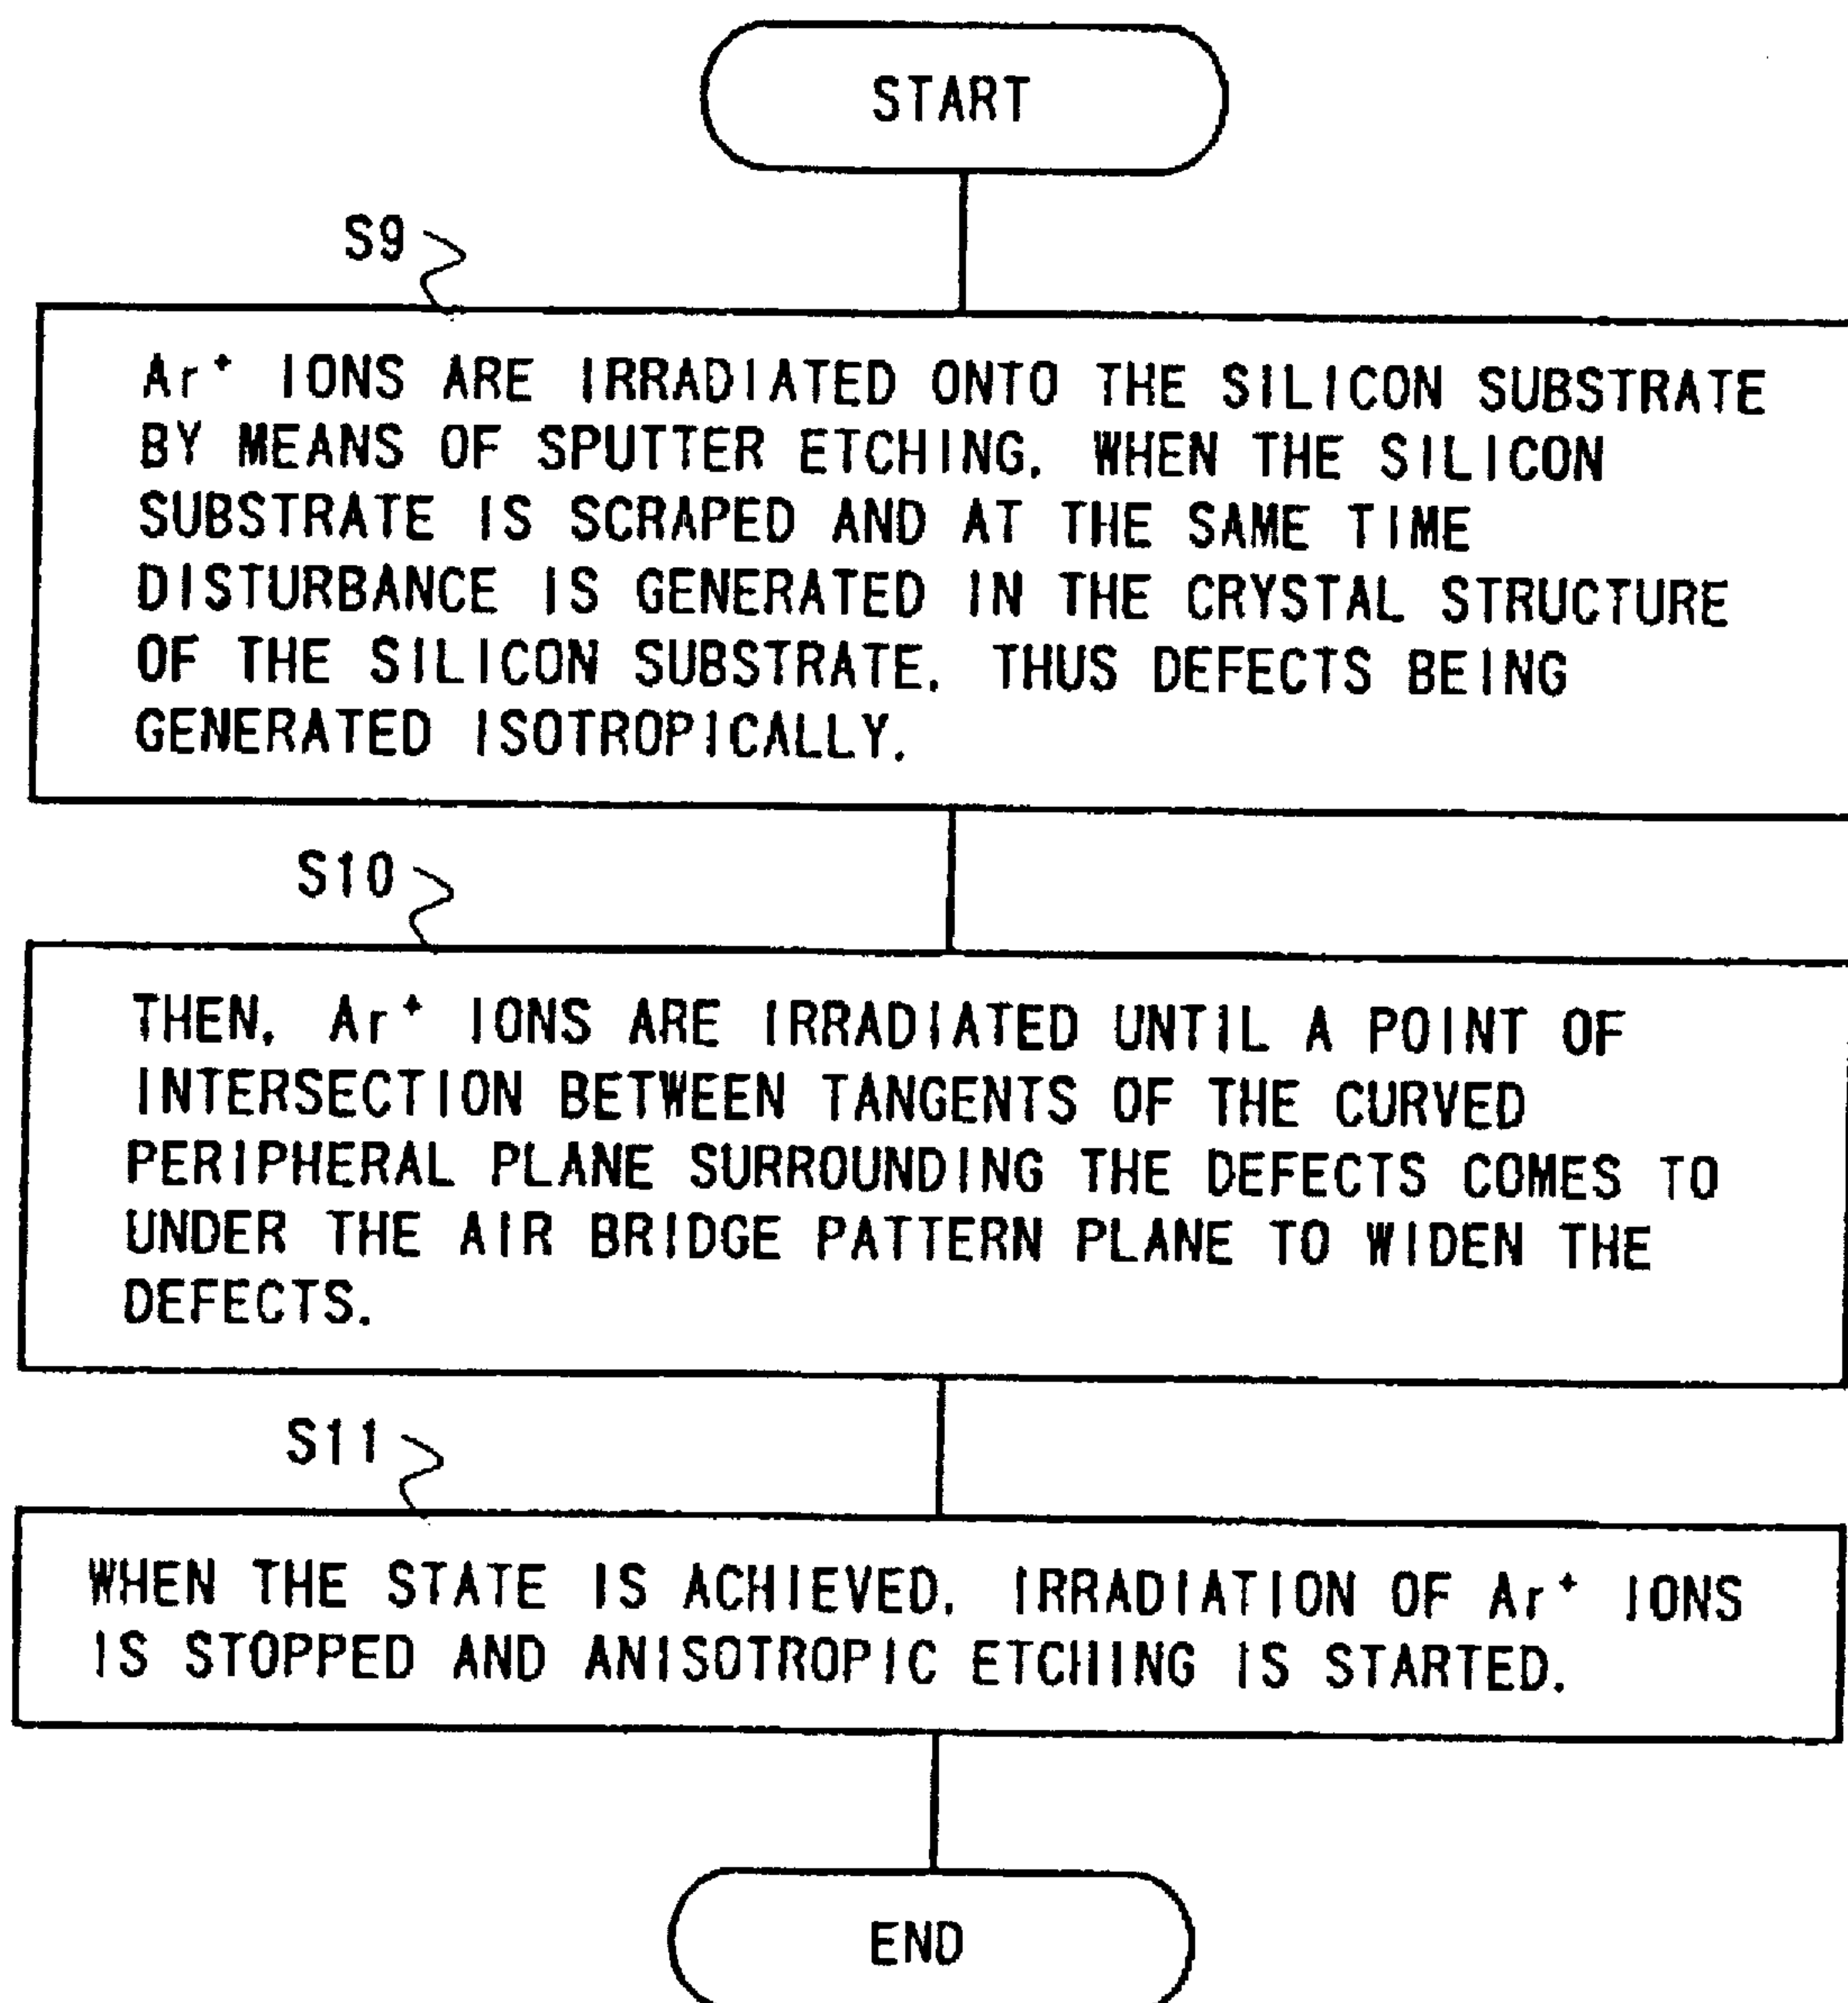 START
S9
Ar⁺ IONS ARE IRRADIATED ONTO THE SILICON SUBSTRATE
BY MEANS OF SPUTTER ETCHING. WHEN THE SILICON
SUBSTRATE IS SCRAPED AND AT THE SAME TIME
DISTURBANCE IS GENERATED IN THE CRYSTAL STRUCTURE
OF THE SILICON SUBSTRATE, THUS DEFECTS BEING
GENERATED ISOTROPICALLY.
S10
THEN, Ar⁺ IONS ARE IRRADIATED UNTIL A POINT OF
INTERSECTION BETWEEN TANGENTS OF THE CURVED
PERIPHERAL PLANE SURROUNDING THE DEFECTS COMES TO
UNDER THE AIR BRIDGE PATTERN PLANE TO WIDEN THE
DEFECTS.
S11
WHEN THE STATE IS ACHIEVED, IRRADIATION OF Ar⁺ IONS
IS STOPPED AND ANISOTROPIC ETCHING IS STARTED.
END